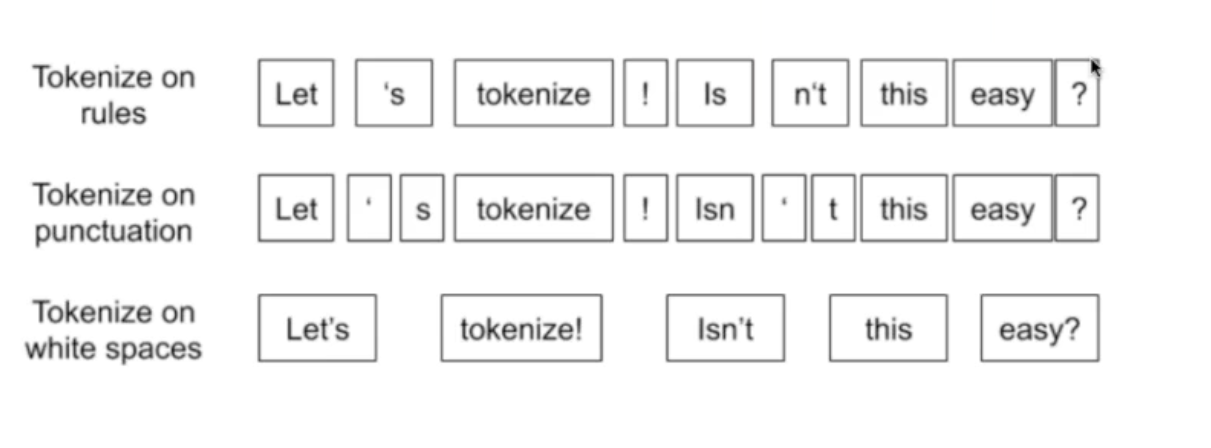 Tokenize on
rules
Let ‘s tokenize ! Is n‘t this easy ?
Tokenize on
punctuation
Let ‘ s tokenize ! Isn ‘ t this easy ?
Tokenize on
white spaces
Let’s tokenize! Isn’t this easy?